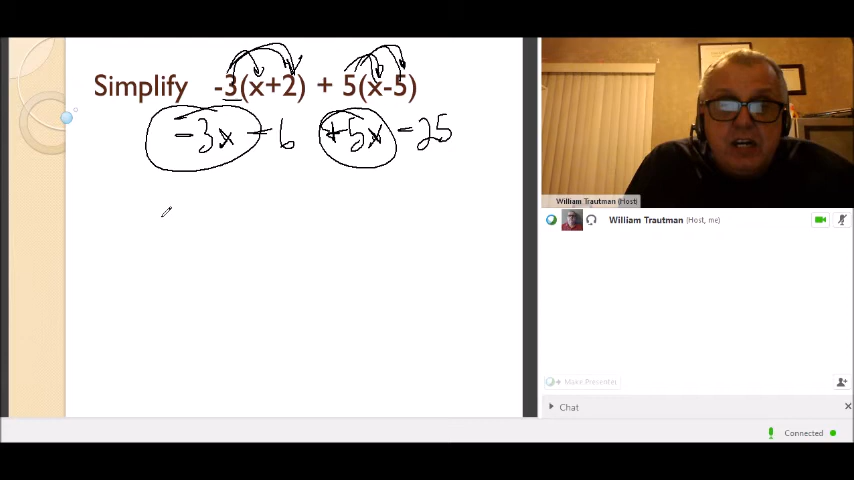 Simplify -3(x+2) + 5(x-5)
-3x -6 +5x -25
William Trautman (Host)
William Trautman (Host, me)
Make Presenter
Chat
Connected